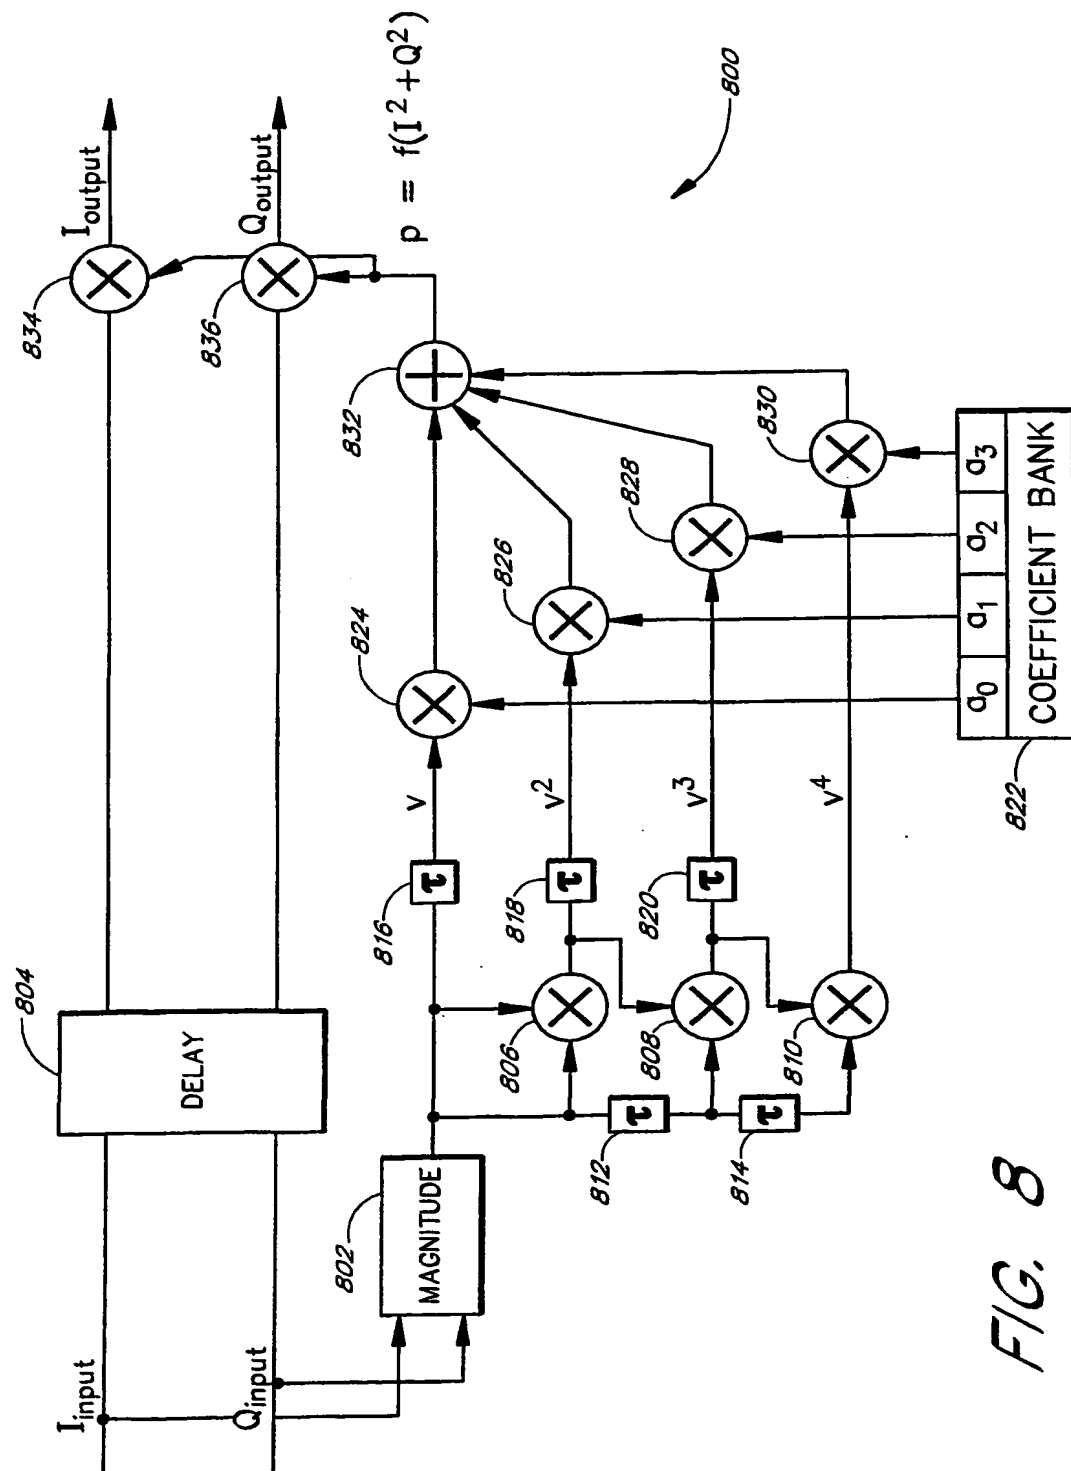 I_input
Q_input
804
DELAY
802
MAGNITUDE
834
I_output
836
Q_output
p = f(I² + Q²)
800
832
816
τ
v
824
806
818
τ
v²
826
812
τ
808
820
τ
v³
828
814
τ
810
v⁴
830
822
a₀ a₁ a₂ a₃
COEFFICIENT BANK
FIG. 8